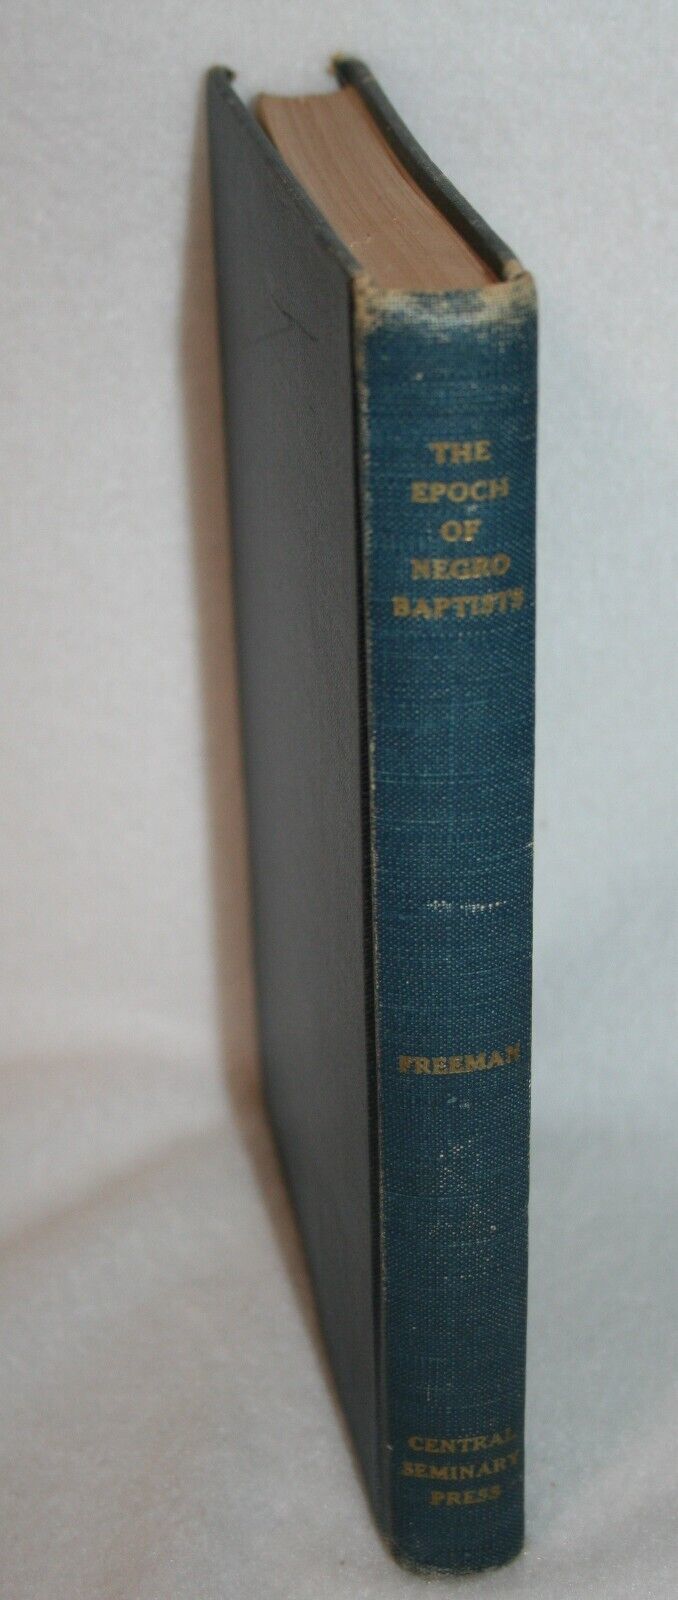 THE
EPOCH
OF
NEGRO
BAPTISTS
FREEMAN
CENTRAL
SEMINARY
PRESS